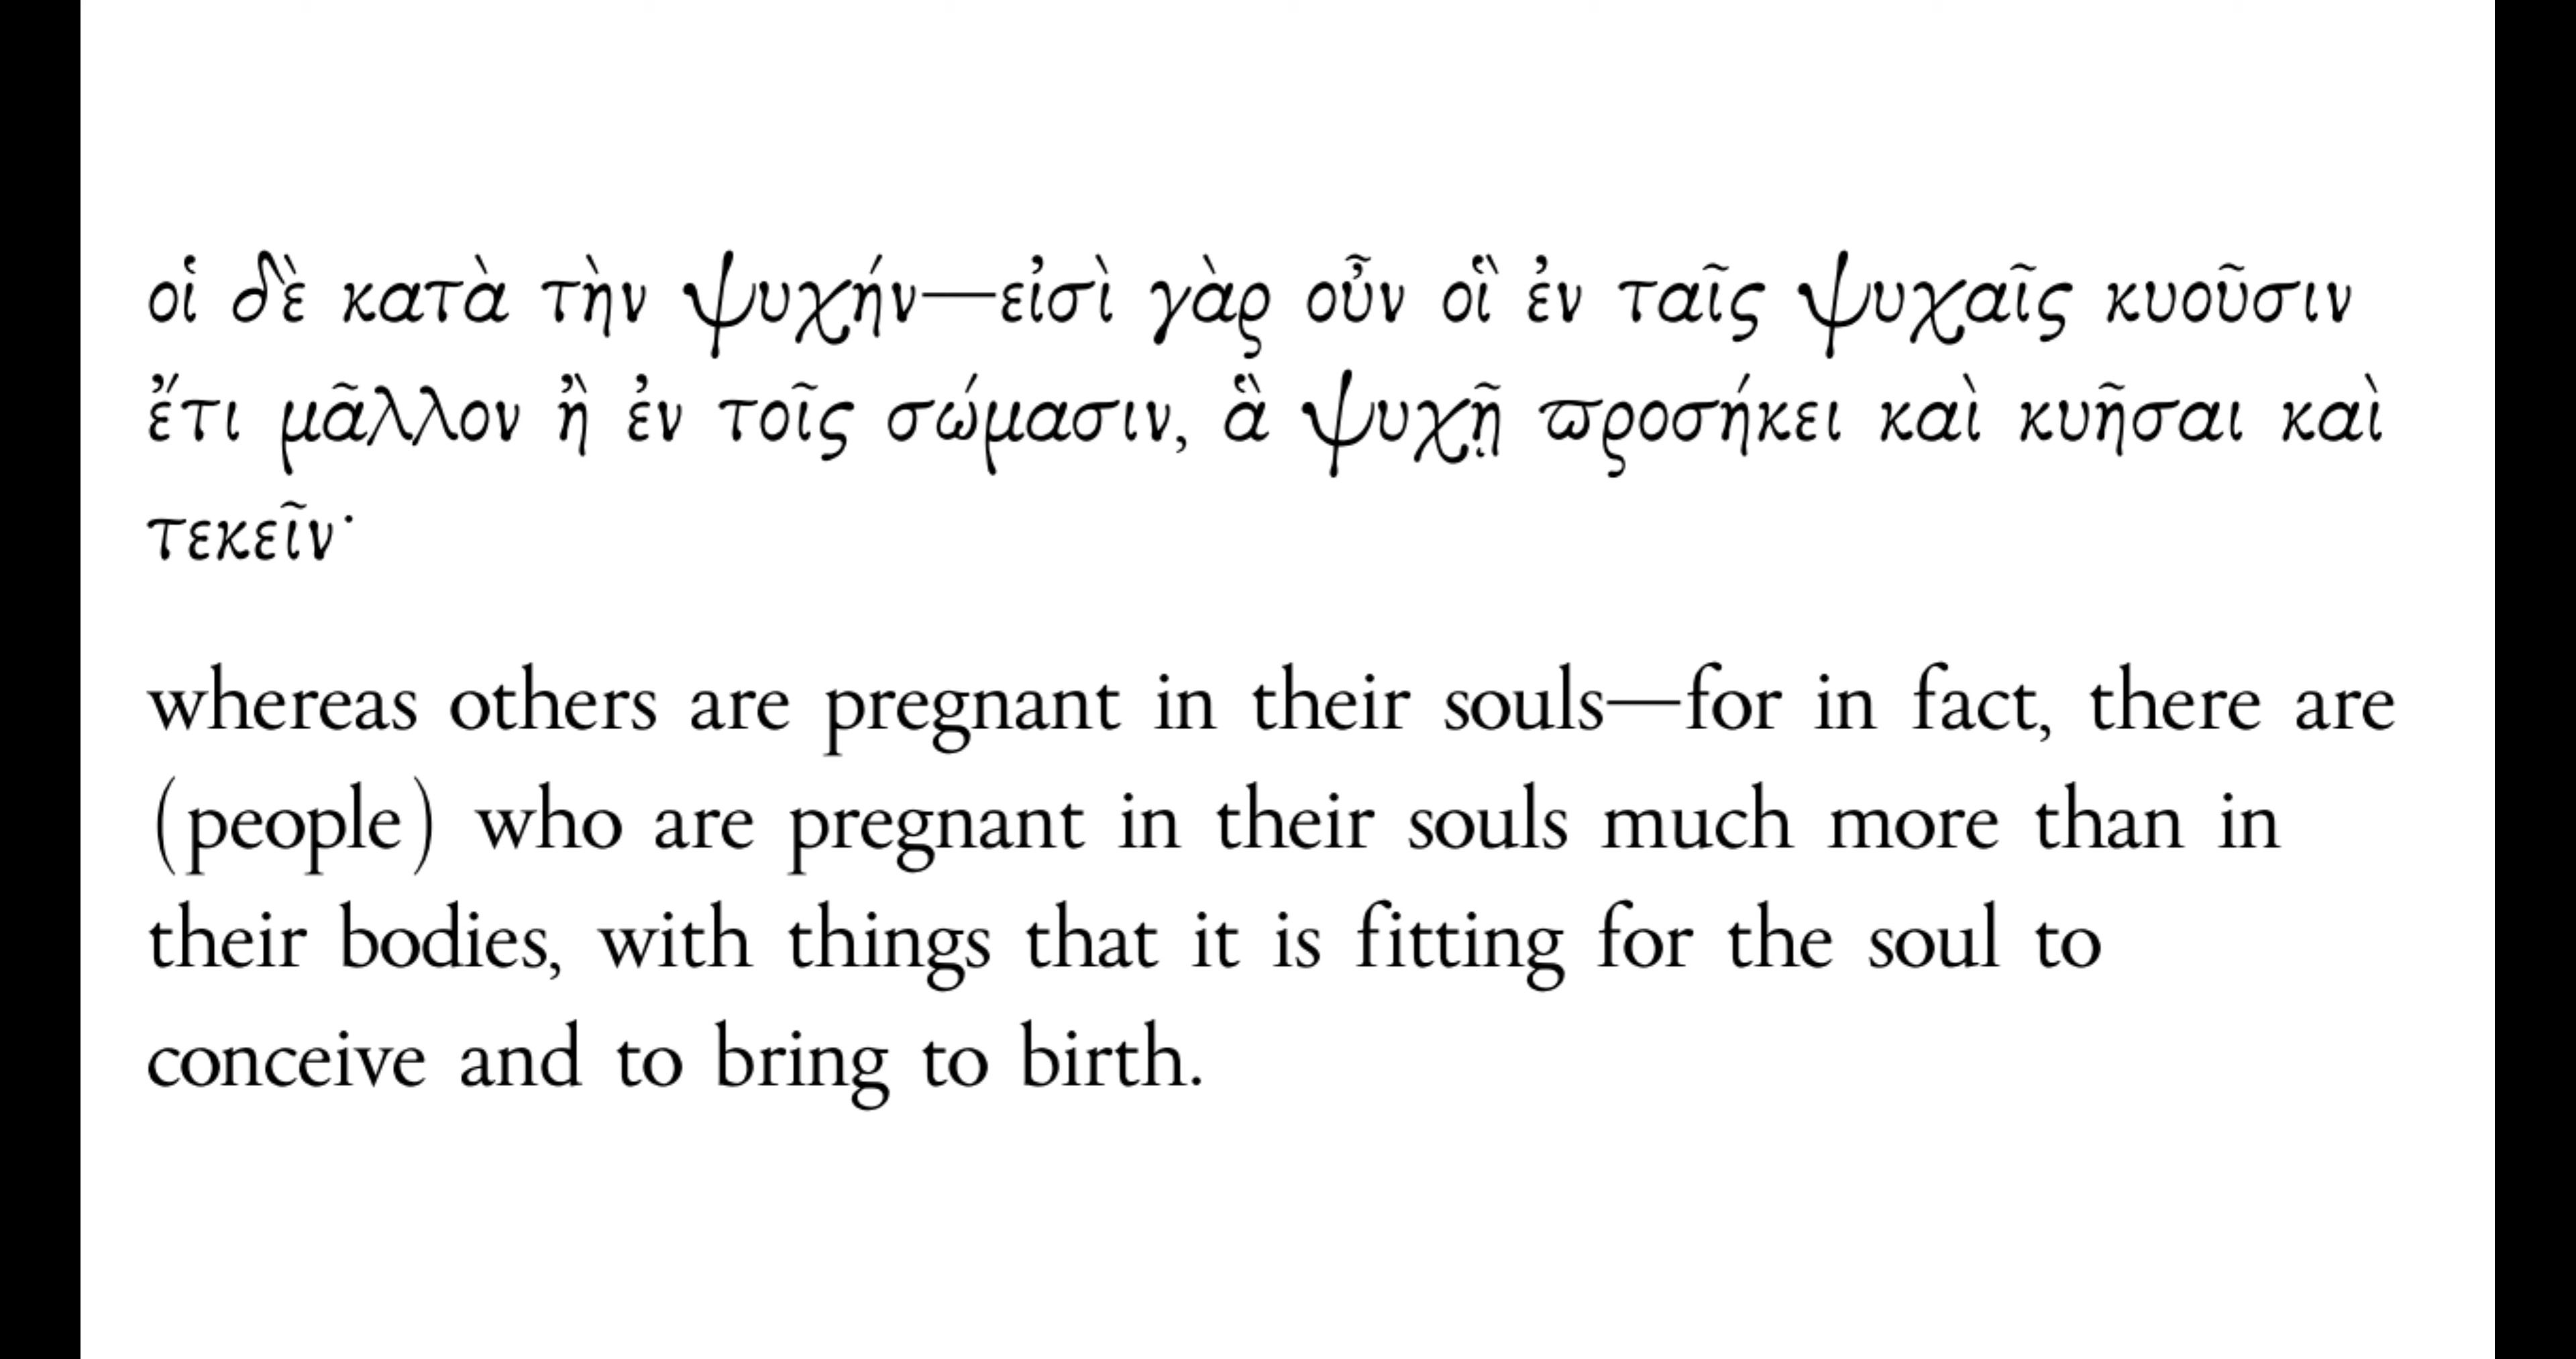 οἱ δὲ κατὰ τὴν ψυχήν—εἰσὶ γὰρ οὖν οἳ ἐν ταῖς ψυχαῖς κυοῦσιν
ἔτι μᾶλλον ἢ ἐν τοῖς σώμασιν, ἃ ψυχῇ ϖροσήκει καὶ κυῆσαι καὶ
τεκεῖν·
whereas others are pregnant in their souls—for in fact, there are
(people) who are pregnant in their souls much more than in
their bodies, with things that it is fitting for the soul to
conceive and to bring to birth.